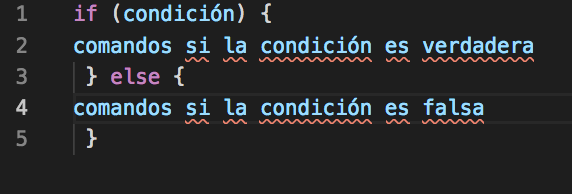 1 if (condición) {
2 comandos si la condición es verdadera
3 } else {
4 comandos si la condición es falsa
5 }